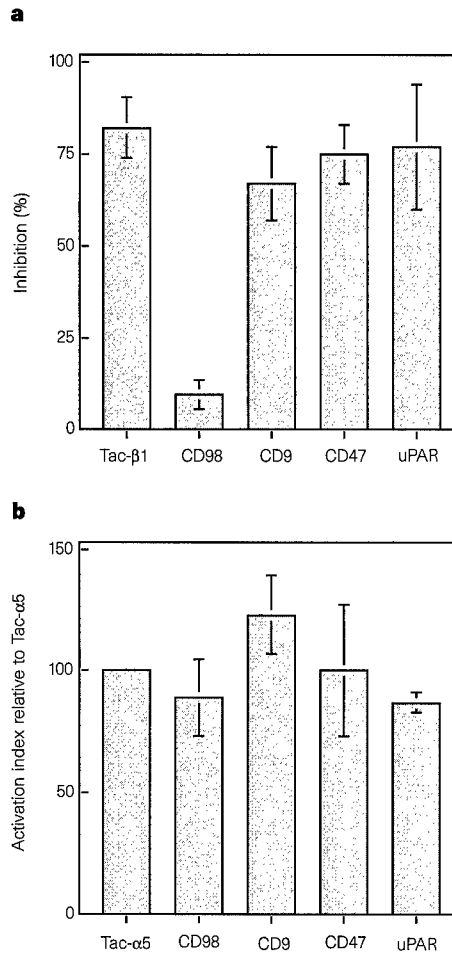 a
100
75
50
25
0
Inhibition (%)
Tac-β1 CD98 CD9 CD47 uPAR
b
150
100
50
0
Activation index relative to Tac-α5
Tac-α5 CD98 CD9 CD47 uPAR